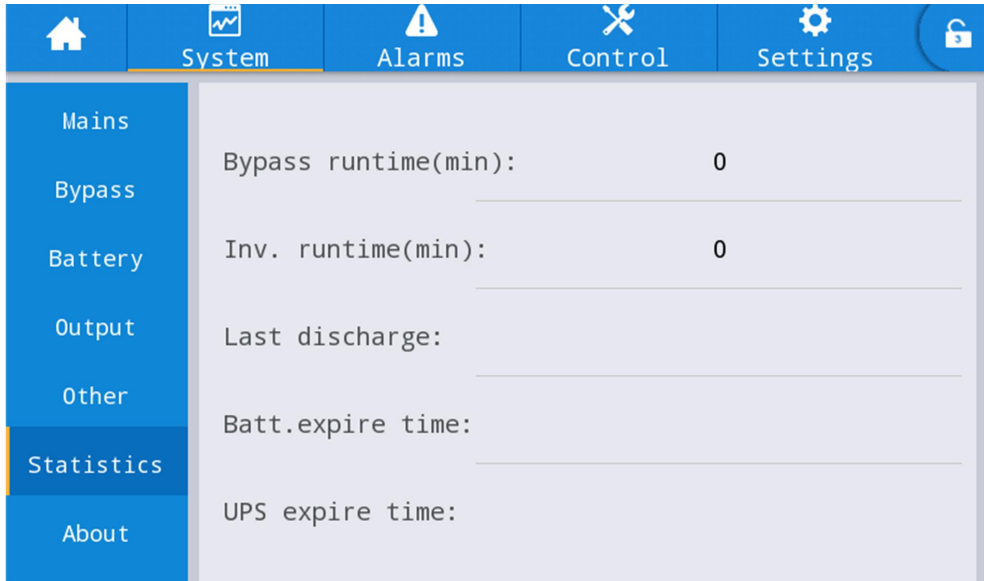 System Alarms Control Settings 3
Mains
Bypass
Battery
Output
Other
Statistics
About
Bypass runtime(min): 0
Inv. runtime(min): 0
Last discharge:
Batt.expire time:
UPS expire time: